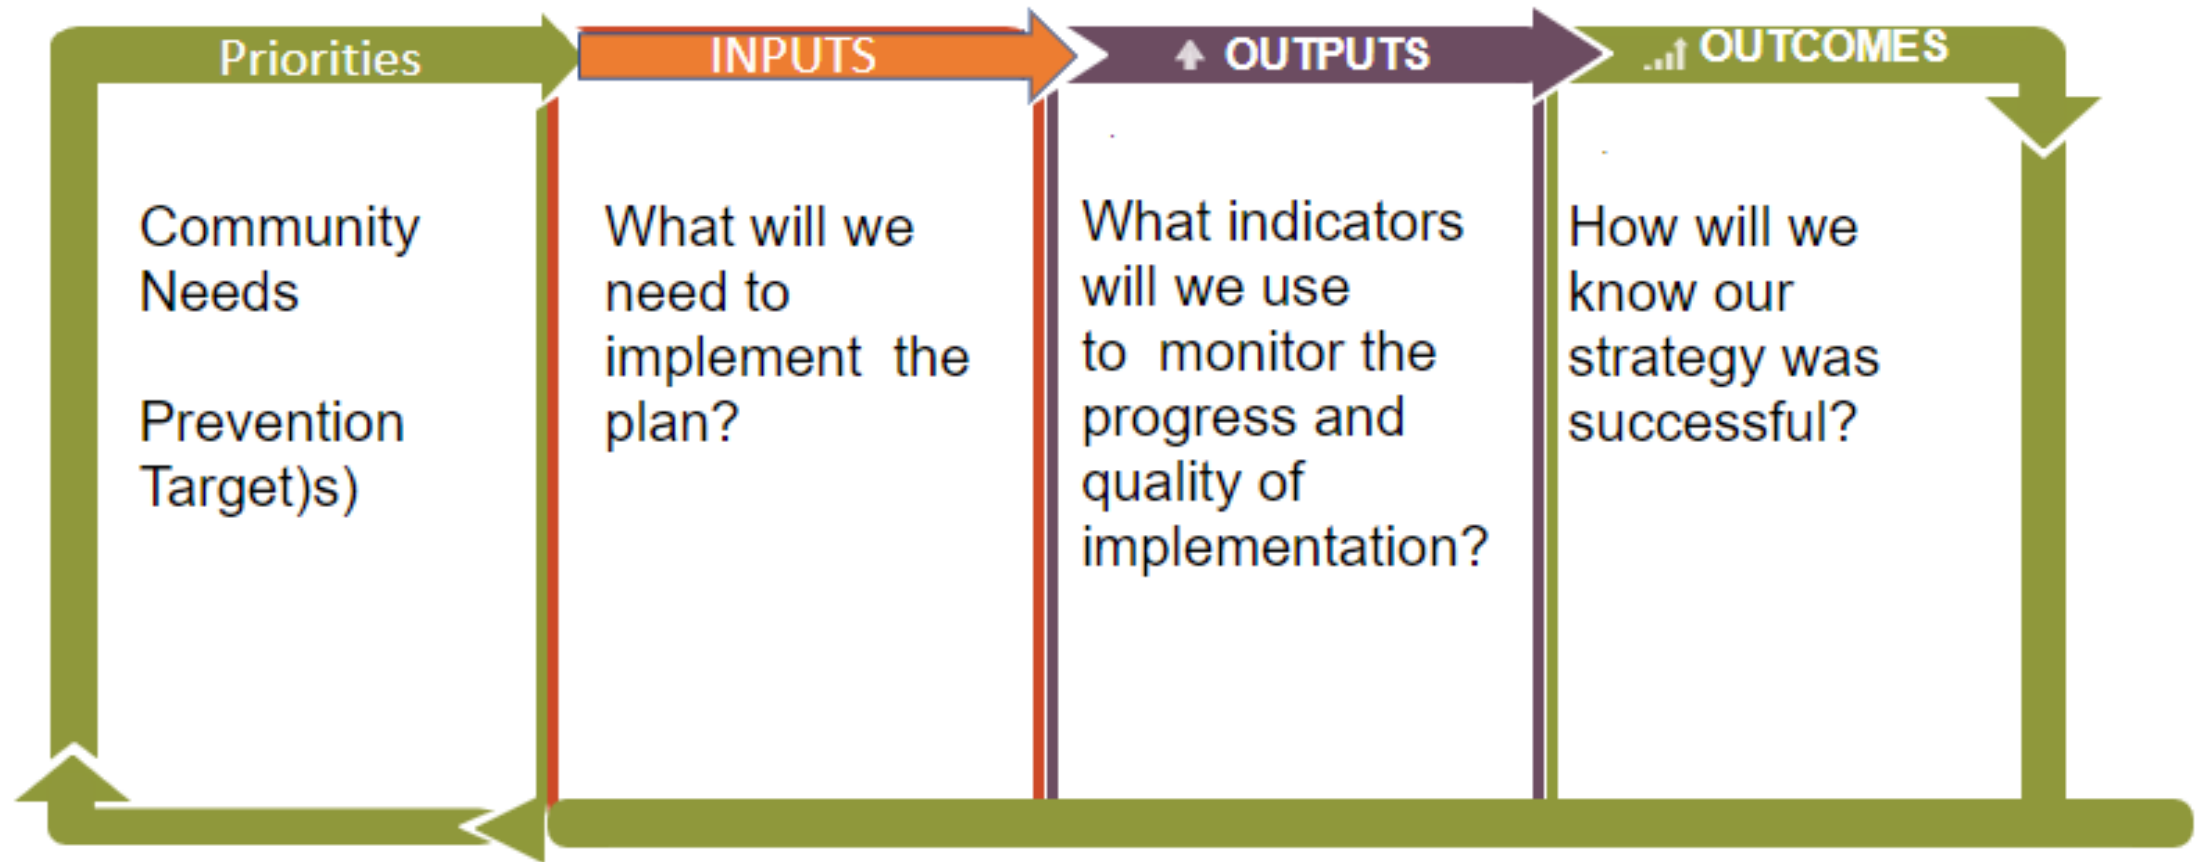 Priorities
INPUTS
OUTPUTS
OUTCOMES
Community
Needs
Prevention
Target)s)
What will we
need to
implement  the
plan?
What indicators
will we use
to  monitor the
progress and
quality of
implementation?
How will we
know our
strategy was
successful?